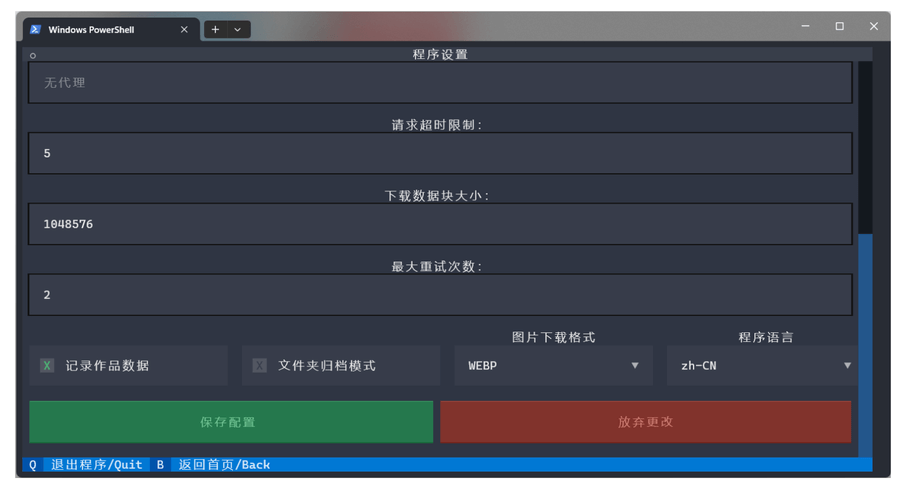 Windows PowerShell
程序设置
无代理
请求超时限制:
5
下载数据块大小:
1048576
最大重试次数:
2
图片下载格式 程序语言
X 记录作品数据 X 文件夹归档模式 WEBP zh-CN
保存配置 放弃更改
Q 退出程序/Quit B 返回首页/Back